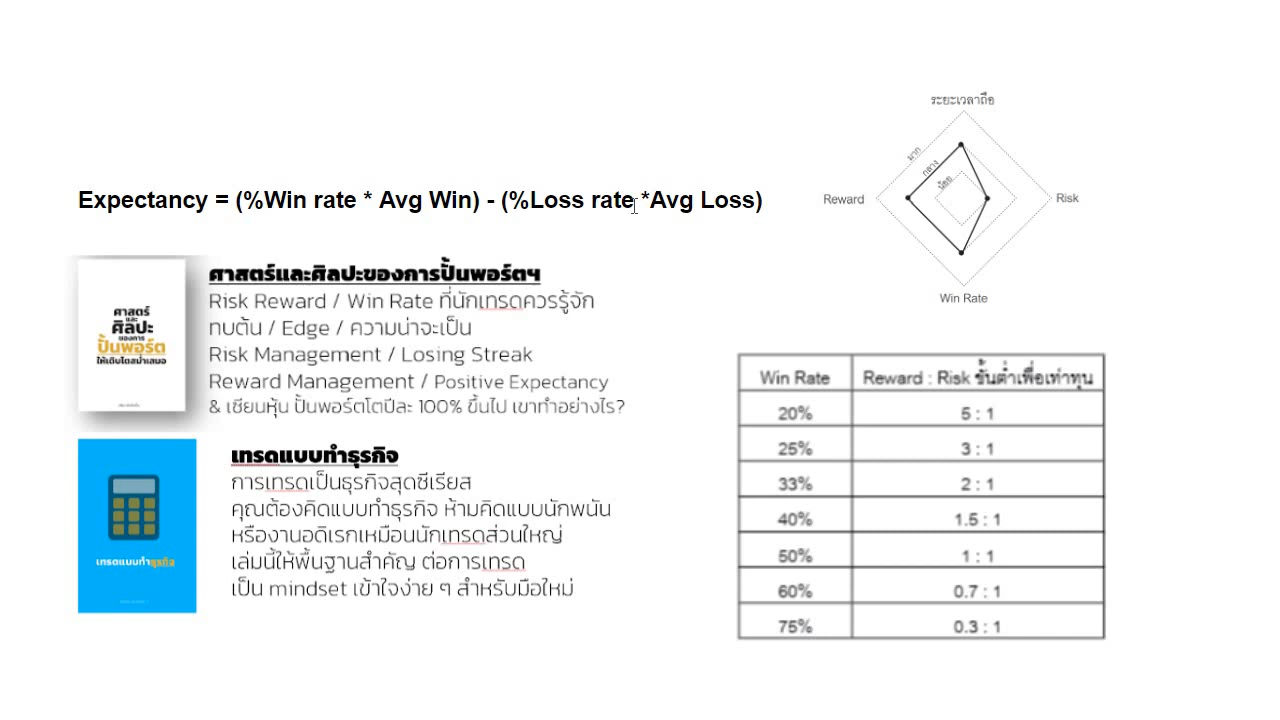 Expectancy = (%Win rate * Avg Win) - (%Loss rate *Avg Loss)
ระยะเวลาถือ
มาก
กลาง
น้อย
Reward
Risk
Win Rate
ศาสตร์
และ
ศิลปะ
ของการ
ปั้นพอร์ต
ให้เติบโตสม่ำเสมอ
ศาสตร์และศิลปะของการปั้นพอร์ตฯ
Risk Reward / Win Rate ที่นักเทรดควรรู้จัก
ทบต้น / Edge / ความน่าจะเป็น
Risk Management / Losing Streak
Reward Management / Positive Expectancy
& เซียนหุ้น ปั้นพอร์ตโตปีละ 100% ขึ้นไป เขาทำอย่างไร?
เทรดแบบทำธุรกิจ
เทรดแบบทำธุรกิจ
การเทรดเป็นธุรกิจสุดซีเรียส
คุณต้องคิดแบบทำธุรกิจ ห้ามคิดแบบนักพนัน
หรืองานอดิเรกเหมือนนักเทรดส่วนใหญ่
เล่มนี้ให้พื้นฐานสำคัญ ต่อการเทรด
เป็น mindset เข้าใจง่าย ๆ สำหรับมือใหม่
Win Rate Reward : Risk ขั้นต่ำเพื่อเท่าทุน
20% 5 : 1
25% 3 : 1
33% 2 : 1
40% 1.5 : 1
50% 1 : 1
60% 0.7 : 1
75% 0.3 : 1